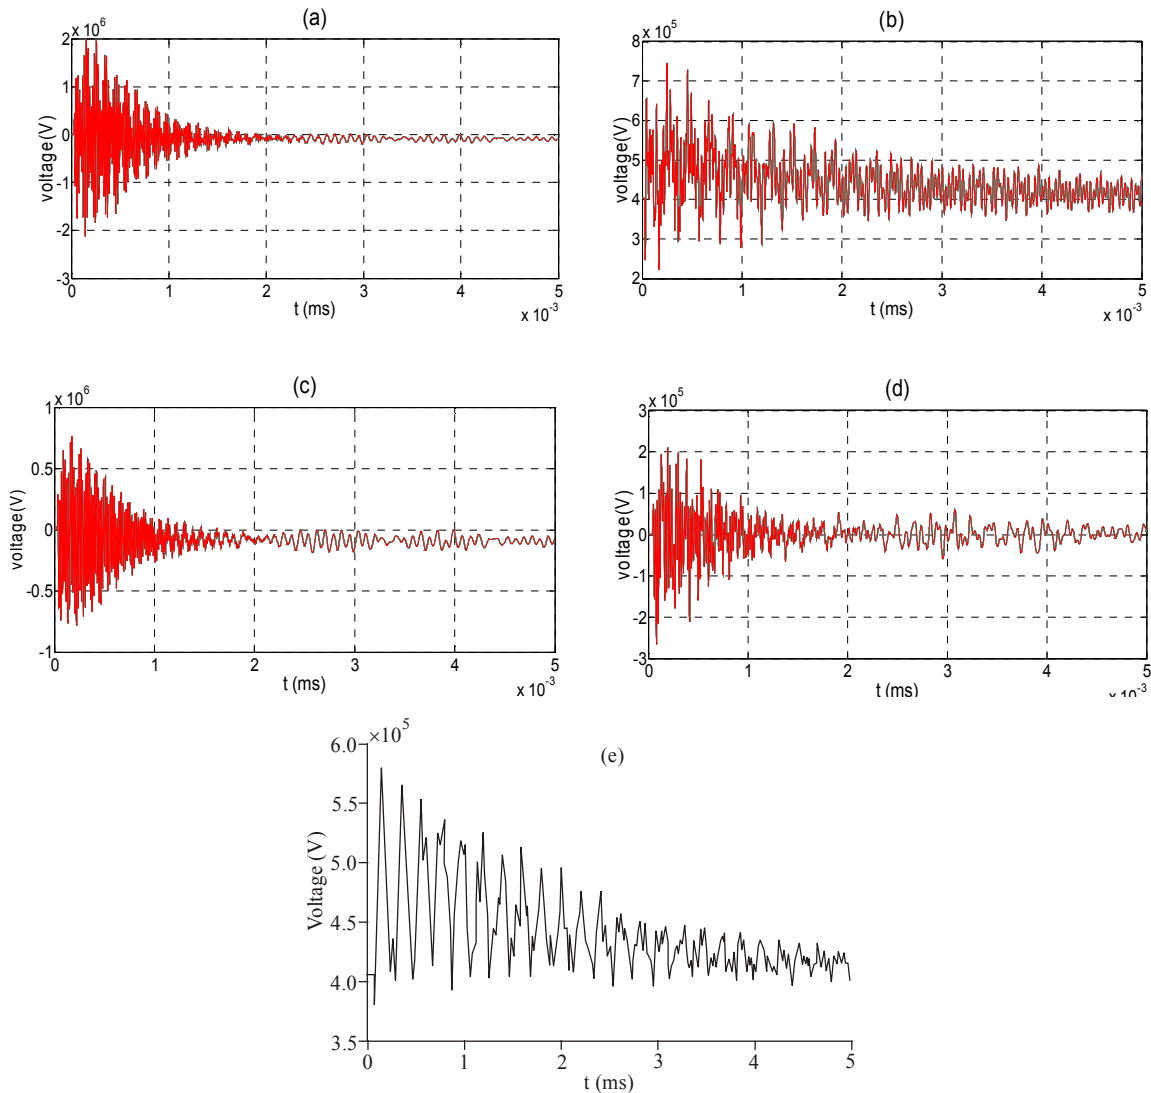 (a)
x 10^6
2
1
0
-1
-2
-3
voltage(V)
0 1 2 3 4 5
t (ms)
x 10^-3
(b)
x 10^5
8
7
6
5
4
3
2
voltage(V)
0 1 2 3 4 5
t (ms)
x 10^-3
(c)
x 10^6
1
0.5
0
-0.5
-1
voltage(V)
0 1 2 3 4 5
t (ms)
x 10^-3
(d)
x 10^5
3
2
1
0
-1
-2
-3
voltage(V)
0 1 2 3 4 5
t (ms)
x 10^-3
(e)
×10^5
6.0
5.5
5.0
4.5
4.0
3.5
Voltage (V)
0 1 2 3 4 5
t (ms)